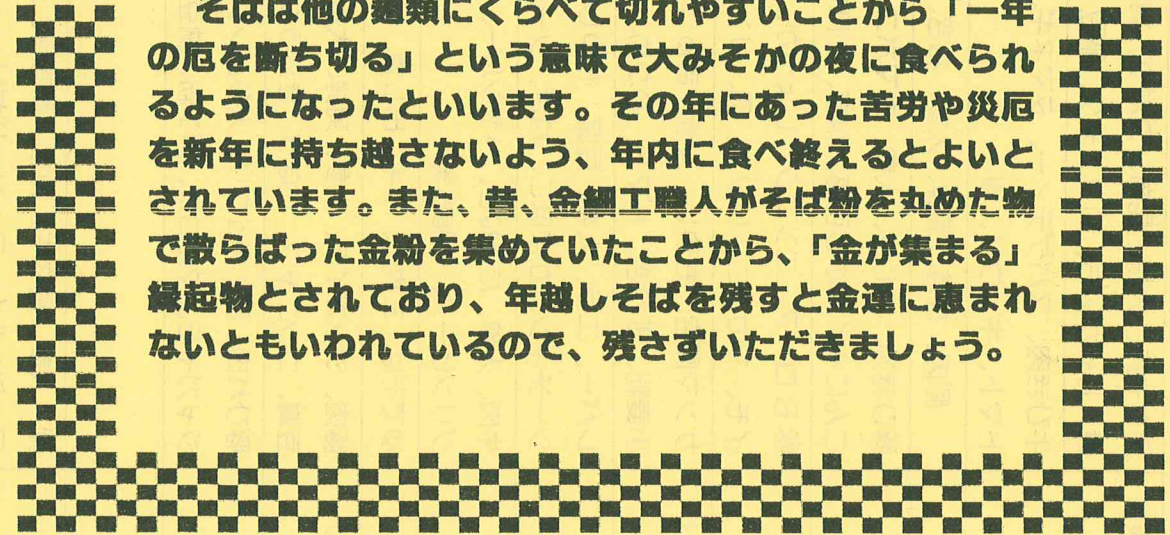 そばは他の麺類にくらべて切れやすいことから「一年
の厄を断ち切る」という意味で大みそかの夜に食べられ
るようになったといいます。その年にあった苦労や災厄
を新年に持ち越さないよう、年内に食べ終えるとよいと
されています。また、昔、金細工職人がそば粉を丸めた物
で散らばった金粉を集めていたことから、「金が集まる」
縁起物とされており、年越しそばを残すと金運に恵まれ
ないともいわれているので、残さずいただきましょう。